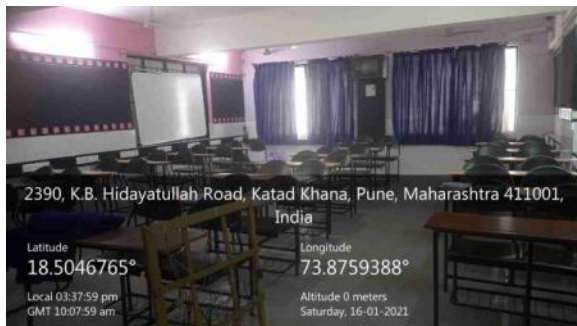 2390, K.B. Hidayatullah Road, Katad Khana, Pune, Maharashtra 411001,
India
Latitude
18.5046765°
Longitude
73.8759388°
Local 03:37:59 pm
GMT 10:07:59 am
Altitude 0 meters
Saturday, 16-01-2021